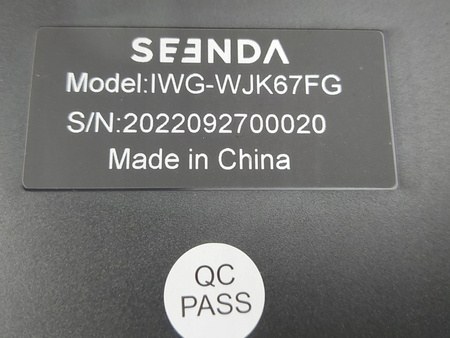 SEENDA
Model:IWG-WJK67FG
S/N:2022092700020
Made in China
QC
PASS